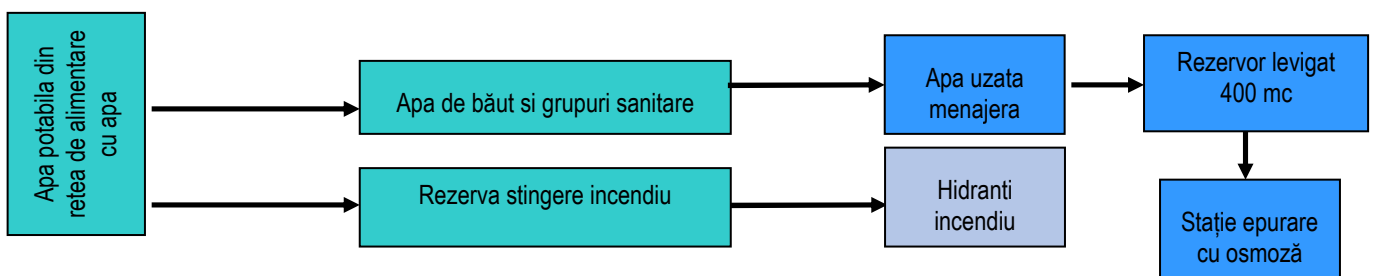 Apa potabila din
retea de alimentare
cu apa
Apa de băut si grupuri sanitare
Apa uzata
menajera
Rezervor levigat
400 mc
Rezerva stingere incendiu
Hidranti
incendiu
Stație epurare
cu osmoză